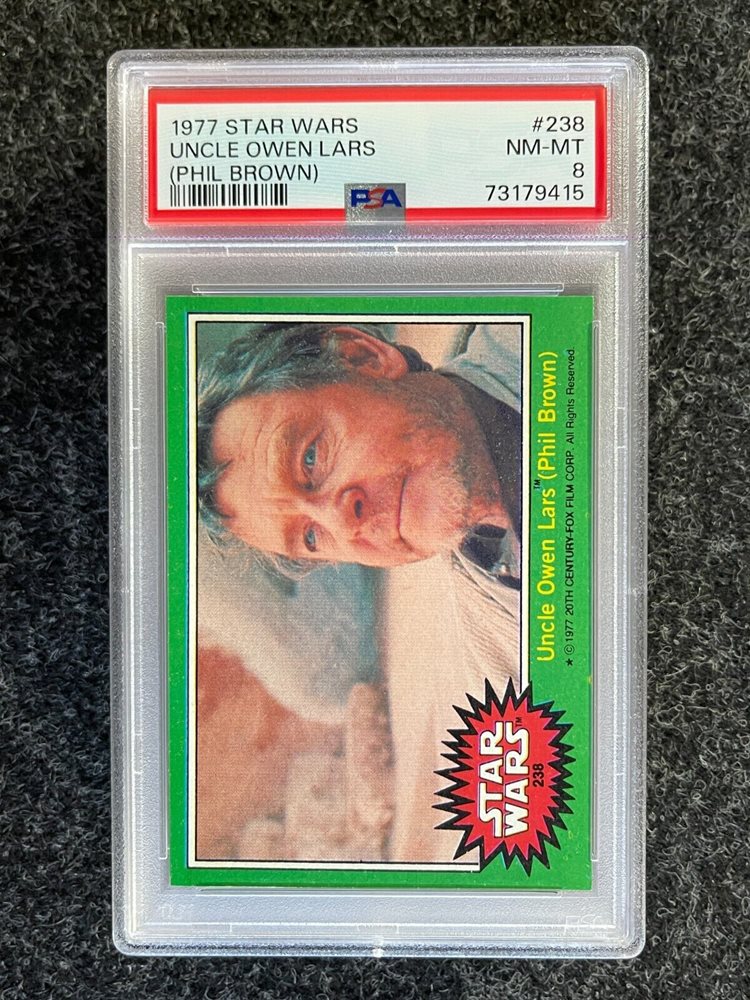 1977 STAR WARS #238
UNCLE OWEN LARS NM-MT
(PHIL BROWN) 8
PSA 73179415
Uncle Owen Lars™ (Phil Brown)
★ © 1977 20TH CENTURY-FOX FILM CORP. All Rights Reserved.
STAR
WARS™
238